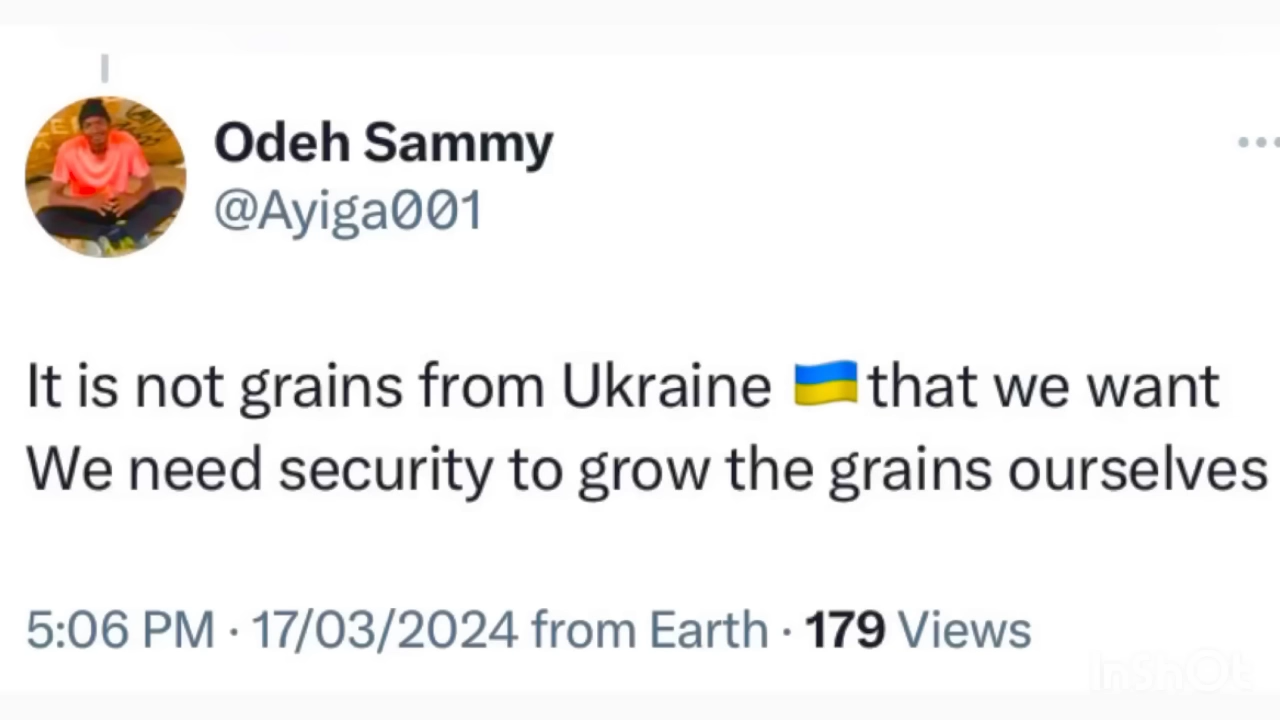 Odeh Sammy
@Ayiga001
It is not grains from Ukraine 🇺🇦 that we want
We need security to grow the grains ourselves
5:06 PM · 17/03/2024 from Earth · 179 Views
InShOt